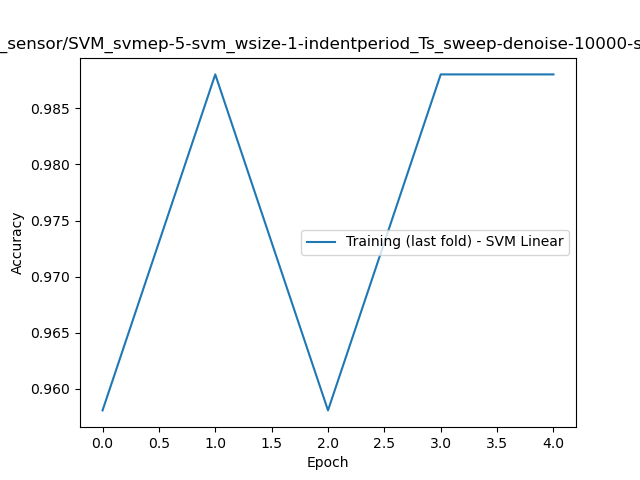 _sensor/SVM_svmep-5-svm_wsize-1-indentperiod_Ts_sweep-denoise-10000-s
0.985
0.980
0.975
0.970
0.965
0.960
Accuracy
Training (last fold) - SVM Linear
0.0 0.5 1.0 1.5 2.0 2.5 3.0 3.5 4.0
Epoch